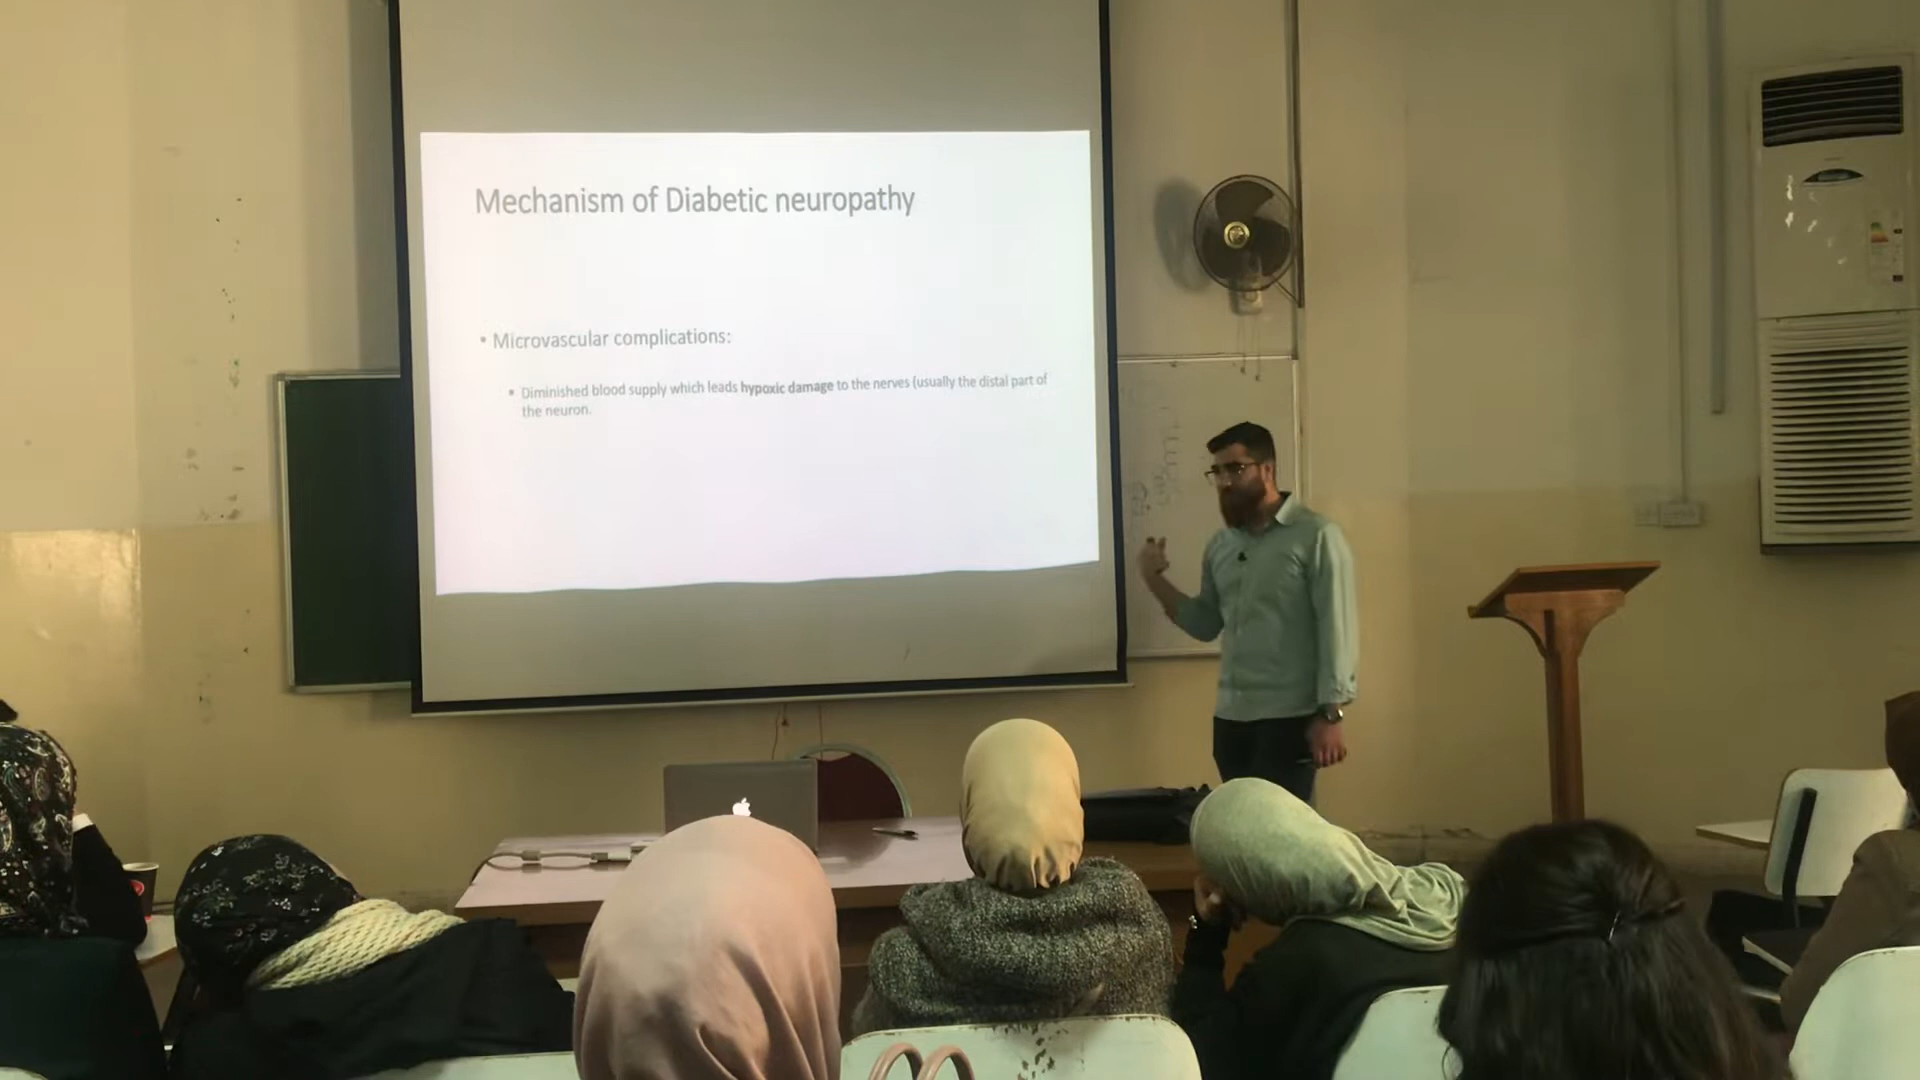 Mechanism of Diabetic neuropathy
• Microvascular complications:
• Diminished blood supply which leads hypoxic damage to the nerves (usually the distal part of
the neuron.